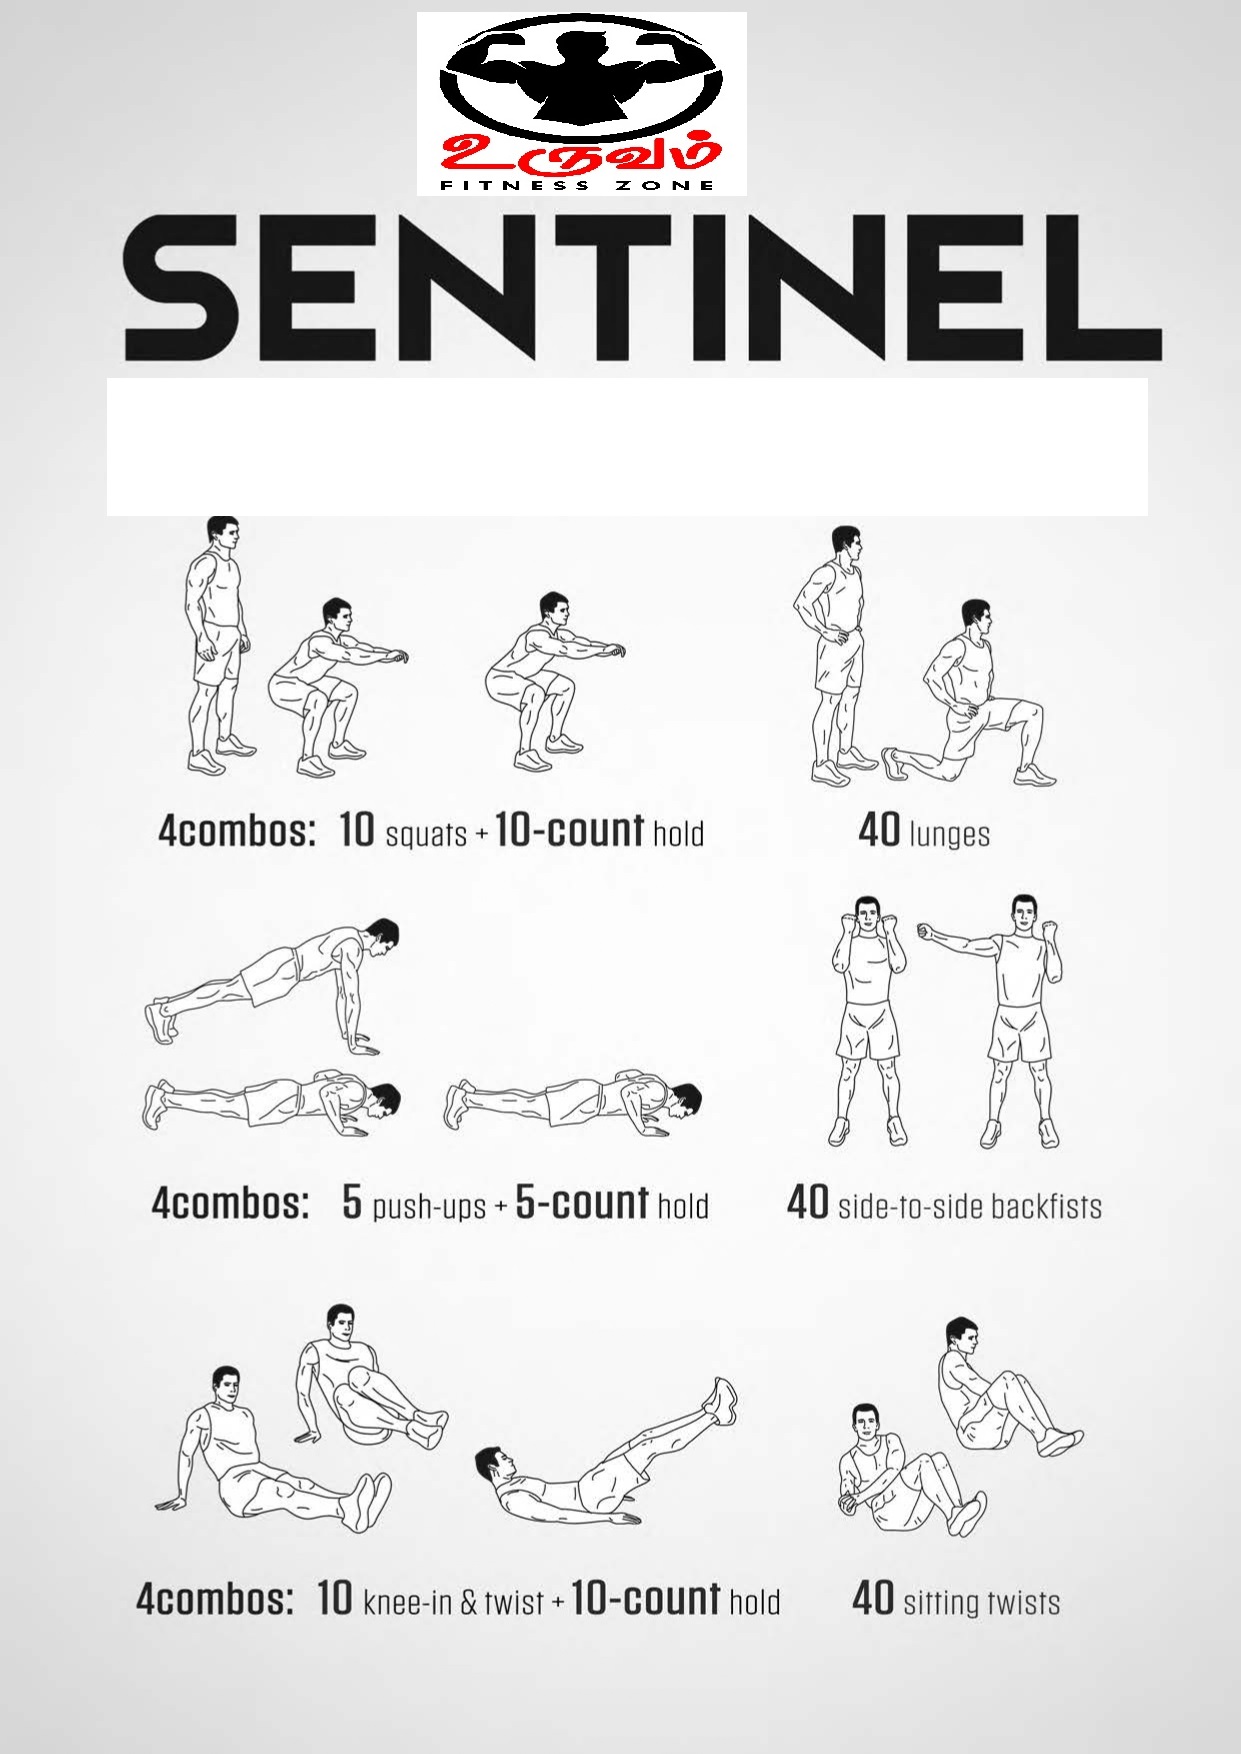 உருவம்
FITNESS ZONE
SENTINEL
4combos: 10 squats + 10-count hold
40 lunges
4combos: 5 push-ups + 5-count hold
40 side-to-side backfists
4combos: 10 knee-in & twist + 10-count hold
40 sitting twists